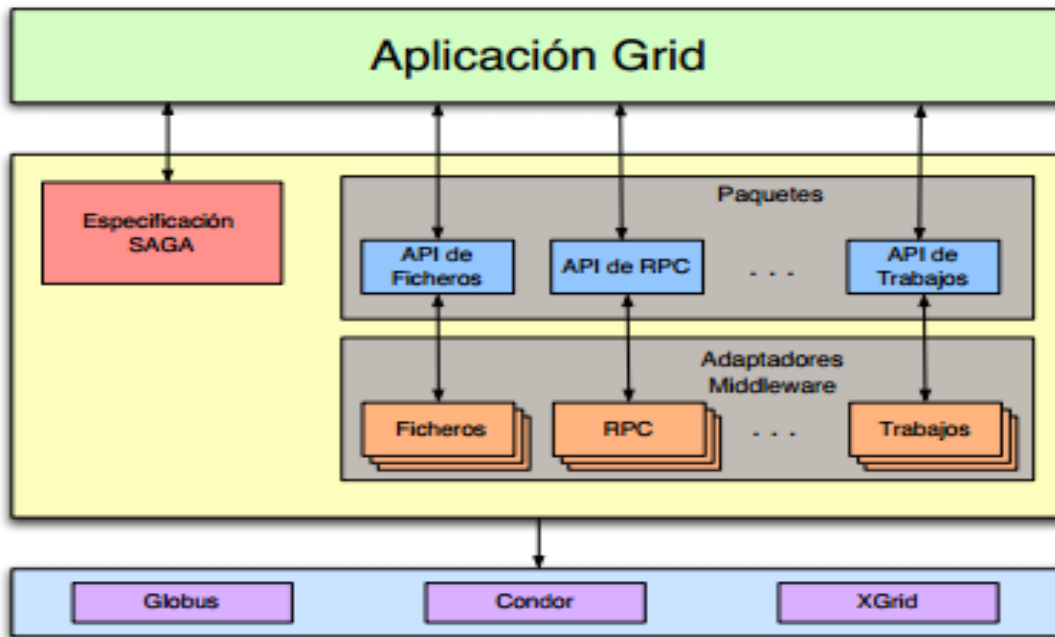 Aplicación Grid
Especificación
SAGA
Paquetes
API de
Ficheros
API de RPC
. . .
API de
Trabajos
Adaptadores
Middleware
Ficheros
RPC
. . .
Trabajos
Globus
Condor
XGrid